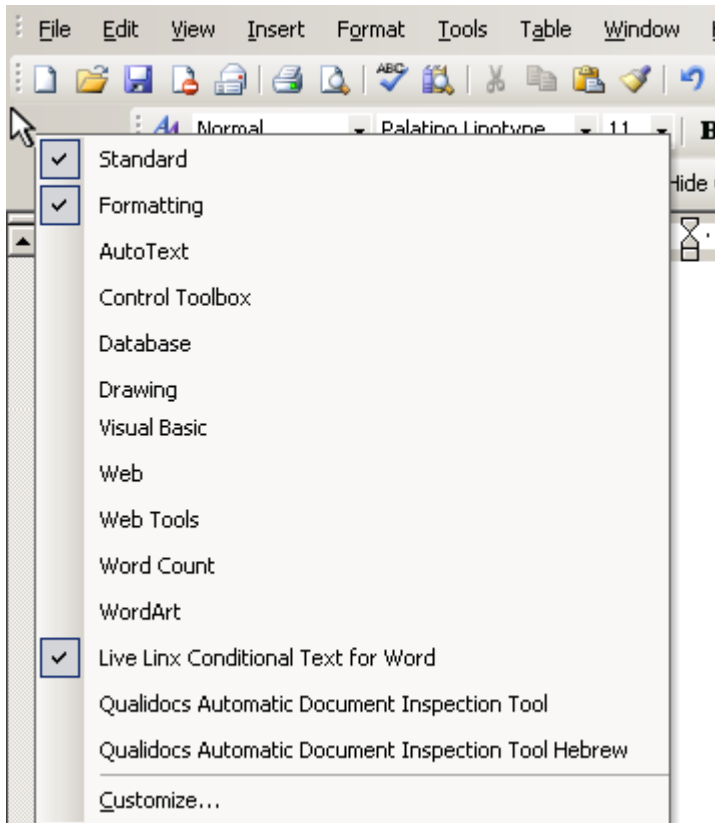 File Edit View Insert Format Tools Table Window
ABC
Normal Palatino Linotype 11 B
Hide
Standard
Formatting
AutoText
Control Toolbox
Database
Drawing
Visual Basic
Web
Web Tools
Word Count
WordArt
Live Linx Conditional Text for Word
Qualidocs Automatic Document Inspection Tool
Qualidocs Automatic Document Inspection Tool Hebrew
Customize...